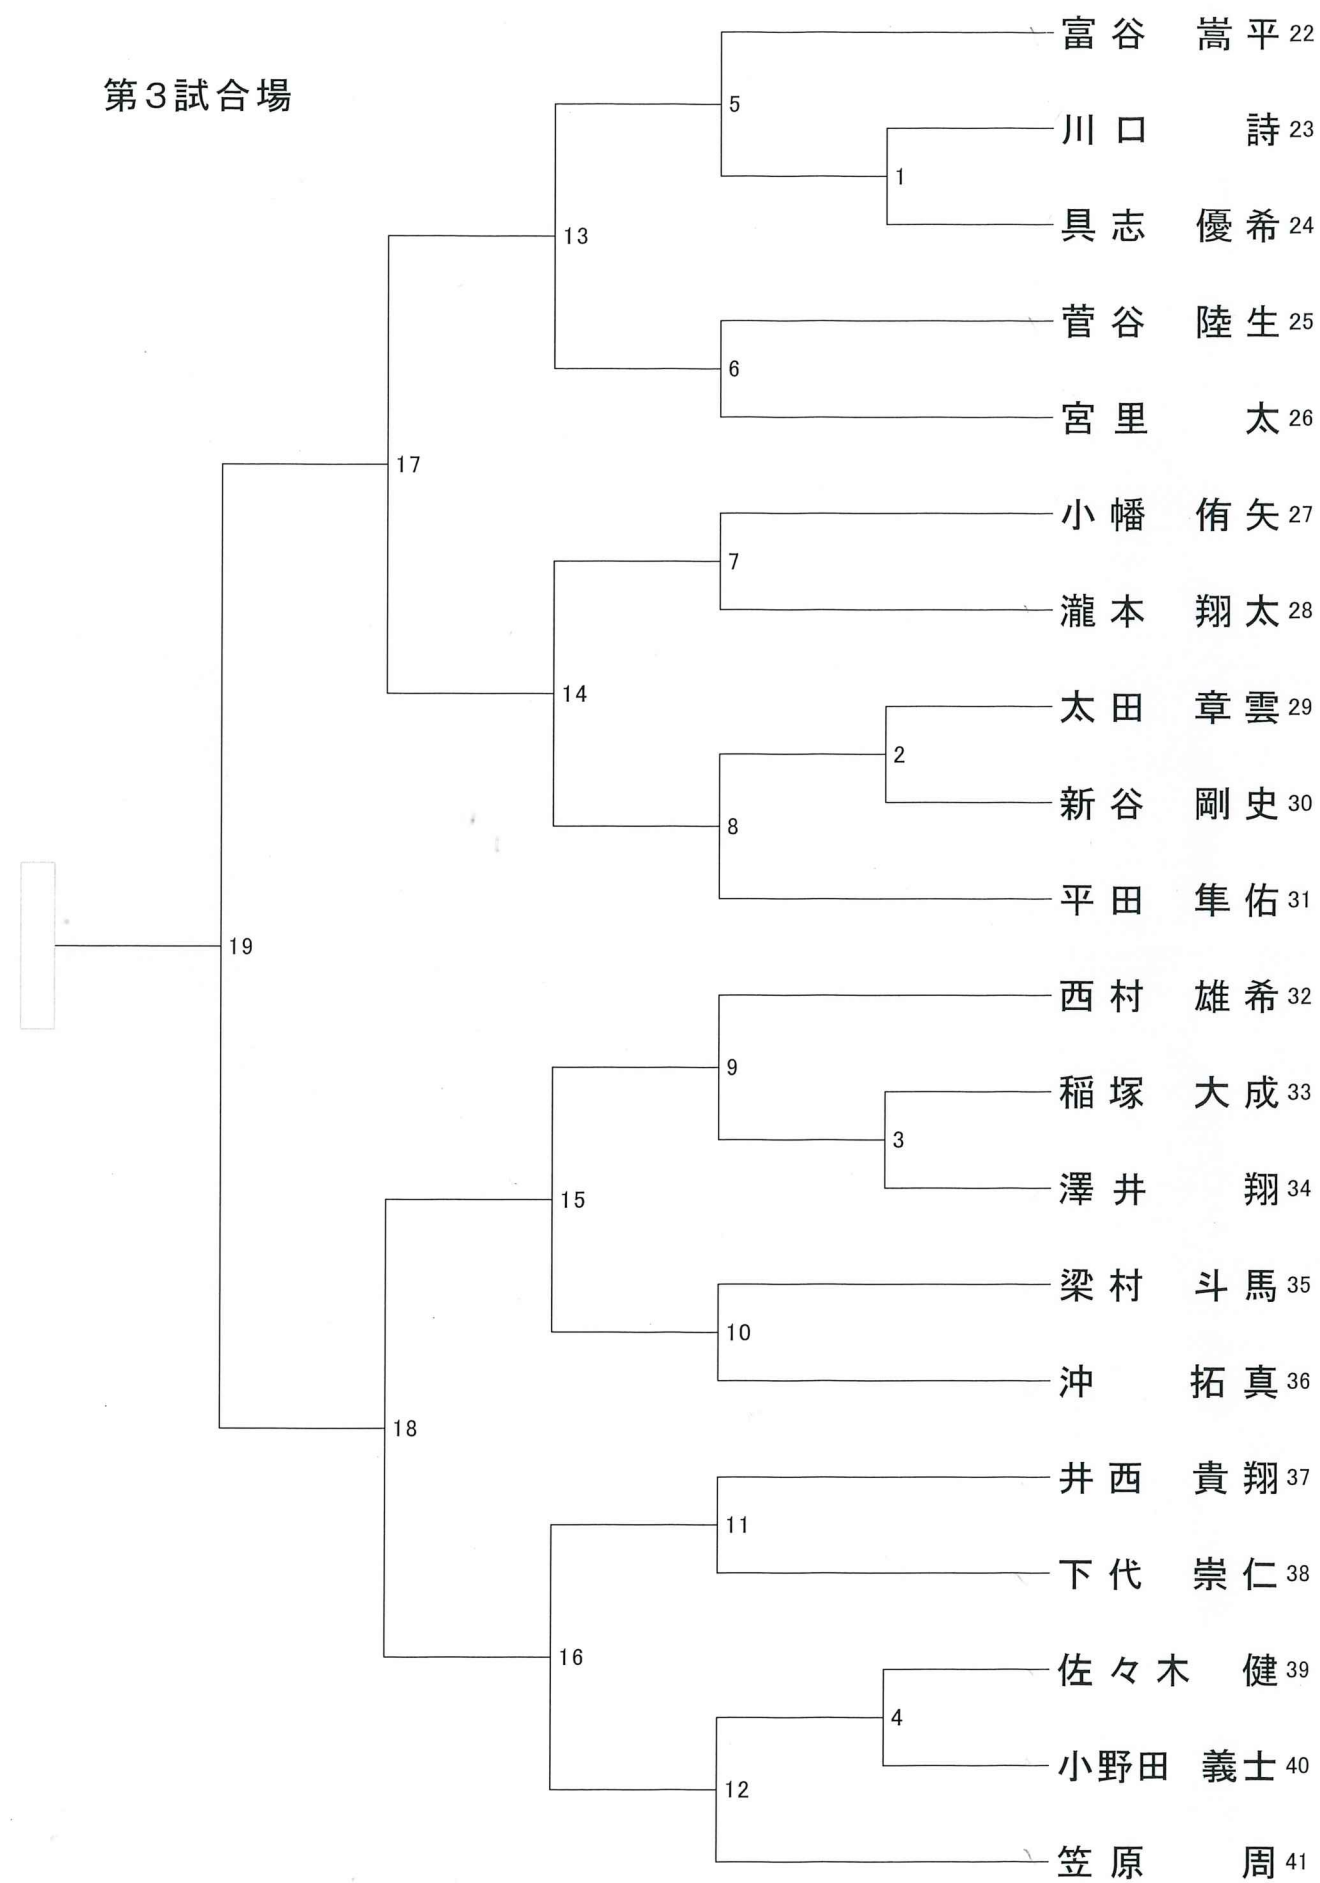 富谷 嵩平 22
第3試合場
5
川口 詩 23
1
具志 優希 24
13
菅谷 陸生 25
6
宮里 太 26
17
小幡 侑矢 27
7
瀧本 翔太 28
14
太田 章雲 29
2
新谷 剛史 30
8
平田 隼佑 31
19
西村 雄希 32
9
稲塚 大成 33
3
澤井 翔 34
15
梁村 斗馬 35
10
沖 拓真 36
18
井西 貴翔 37
11
下代 崇仁 38
16
佐々木 健 39
4
小野田 義士 40
12
笠原 周 41